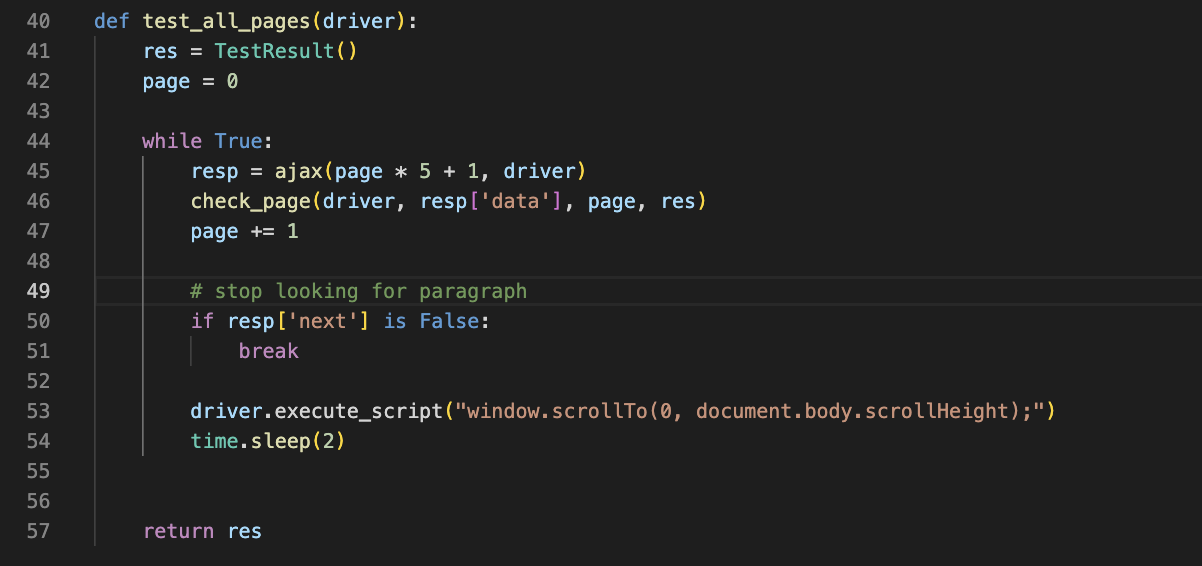 40 def test_all_pages(driver):
41     res = TestResult()
42     page = 0
43
44     while True:
45         resp = ajax(page * 5 + 1, driver)
46         check_page(driver, resp['data'], page, res)
47         page += 1
48
49         # stop looking for paragraph
50         if resp['next'] is False:
51             break
52
53         driver.execute_script("window.scrollTo(0, document.body.scrollHeight);")
54         time.sleep(2)
55
56
57     return res